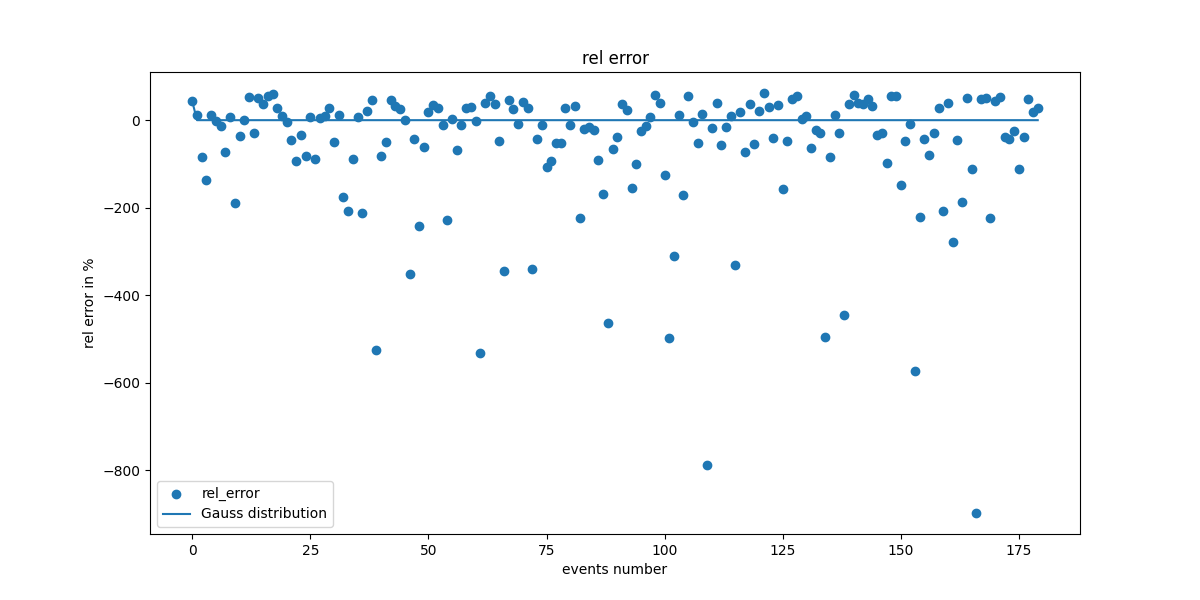 rel error
0
−200
−400
−600
−800
rel error in %
rel_error
Gauss distribution
0 25 50 75 100 125 150 175
events number